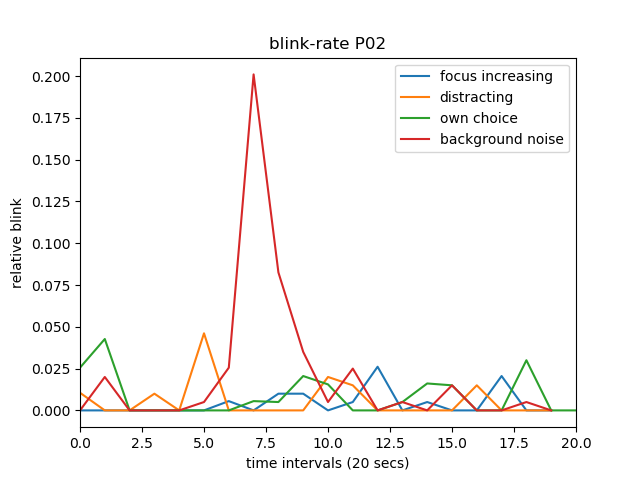 blink-rate P02
focus increasing
distracting
own choice
background noise
relative blink
0.200
0.175
0.150
0.125
0.100
0.075
0.050
0.025
0.000
0.0 2.5 5.0 7.5 10.0 12.5 15.0 17.5 20.0
time intervals (20 secs)